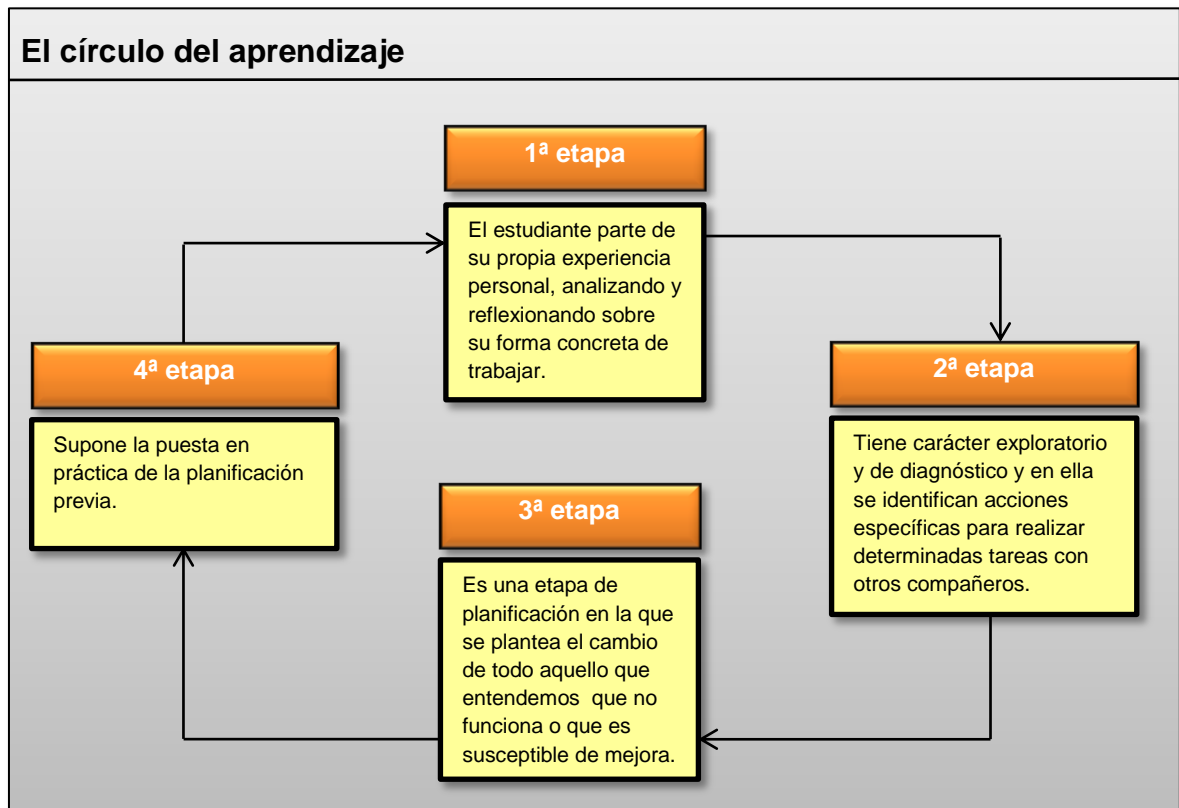 El círculo del aprendizaje
1ª etapa
El estudiante parte de
su propia experiencia
personal, analizando y
reflexionando sobre
su forma concreta de
trabajar.
2ª etapa
Tiene carácter exploratorio
y de diagnóstico y en ella
se identifican acciones
específicas para realizar
determinadas tareas con
otros compañeros.
3ª etapa
Es una etapa de
planificación en la que
se plantea el cambio
de todo aquello que
entendemos que no
funciona o que es
susceptible de mejora.
4ª etapa
Supone la puesta en
práctica de la planificación
previa.